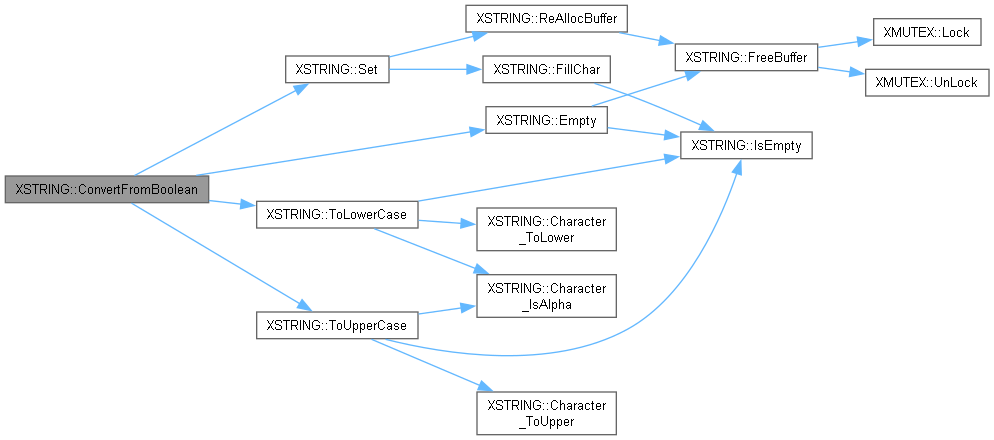 XSTRING::ReAllocBuffer
XMUTEX::Lock
XSTRING::Set
XSTRING::FillChar
XSTRING::FreeBuffer
XMUTEX::UnLock
XSTRING::Empty
XSTRING::IsEmpty
XSTRING::ConvertFromBoolean
XSTRING::ToLowerCase
XSTRING::Character
_ToLower
XSTRING::Character
_IsAlpha
XSTRING::ToUpperCase
XSTRING::Character
_ToUpper